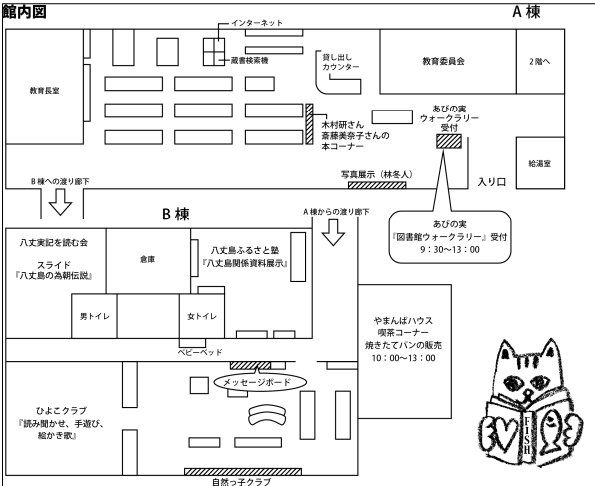 館内図
A 棟
インターネット
蔵書検索機
貸し出し
カウンター
教育委員会
2 階へ
教育長室
木村研さん
斎藤美奈子さんの
本コーナー
あびの実
ウォークラリー
受付
写真展示（林冬人）
入り口
給湯室
B 棟への渡り廊下
B 棟
A 棟からの渡り廊下
あびの実
『図書館ウォークラリー』受付
9：30～13：00
八丈実記を読む会
スライド
『八丈島の為朝伝説』
倉庫
八丈島ふるさと塾
『八丈島関係資料展示』
男トイレ
女トイレ
ベビーベッド
やまんばハウス
喫茶コーナー
焼きたてパンの販売
10：00～13：00
メッセージボード
ひよこクラブ
『読み聞かせ、手遊び、
絵かき歌』
自然っ子クラブ
FISH